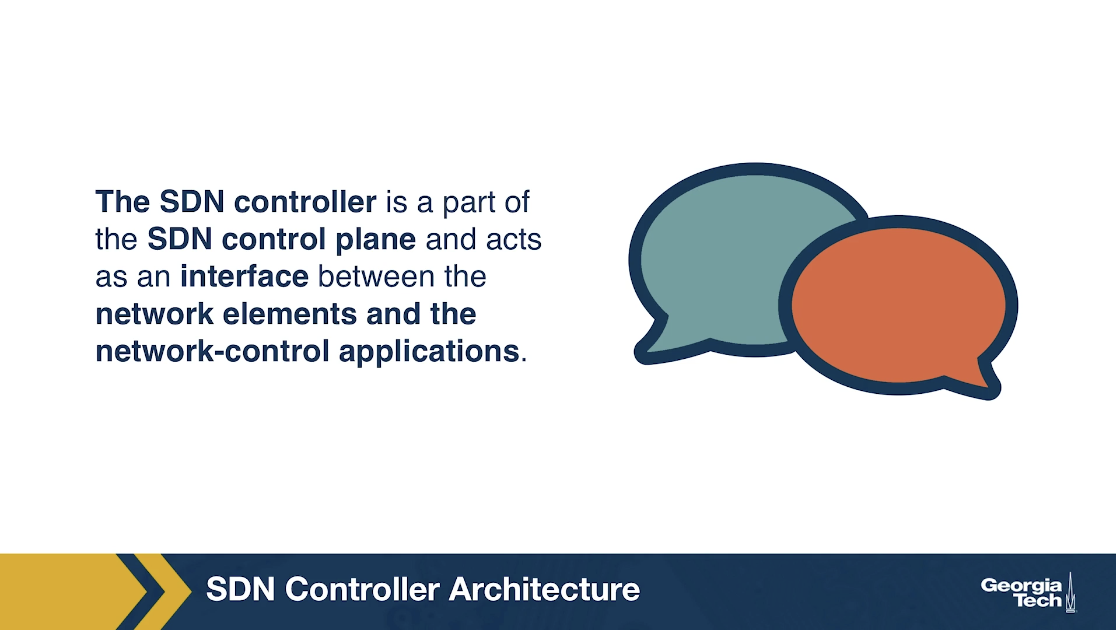 The SDN controller is a part of
the SDN control plane and acts
as an interface between the
network elements and the
network-control applications.
SDN Controller Architecture
Georgia
Tech